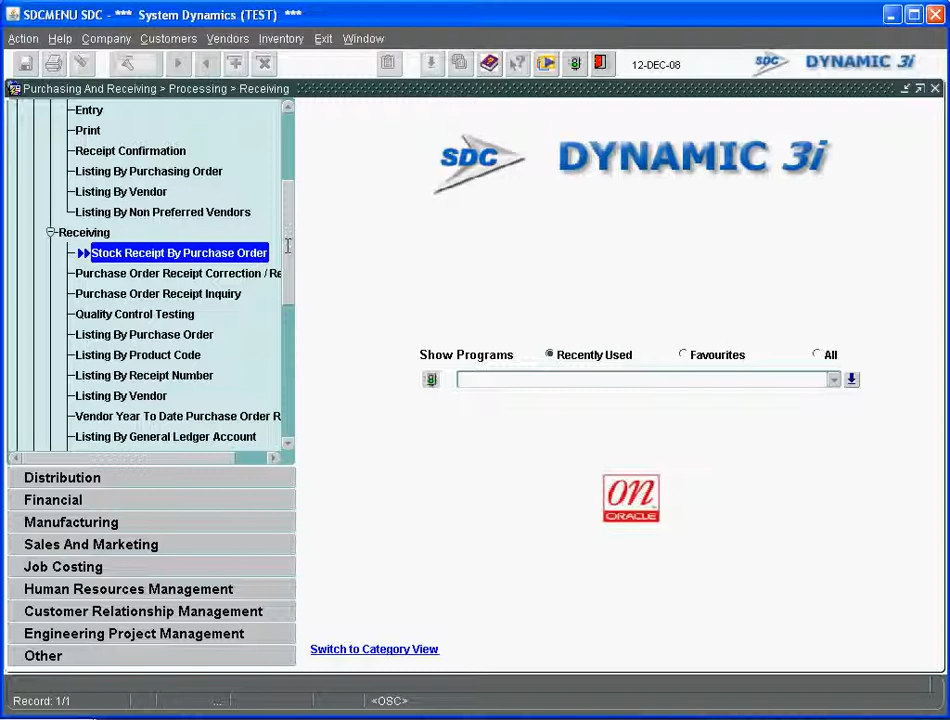 SDCMENU SDC - *** System Dynamics (TEST) ***
Action Help Company Customers Vendors Inventory Exit Window
12-DEC-08 SDC DYNAMIC 3i
Purchasing And Receiving > Processing > Receiving
Entry
Print
Receipt Confirmation
Listing By Purchasing Order
Listing By Vendor
Listing By Non Preferred Vendors
Receiving
Stock Receipt By Purchase Order
Purchase Order Receipt Correction / Re
Purchase Order Receipt Inquiry
Quality Control Testing
Listing By Purchase Order
Listing By Product Code
Listing By Receipt Number
Listing By Vendor
Vendor Year To Date Purchase Order R
Listing By General Ledger Account
Distribution
Financial
Manufacturing
Sales And Marketing
Job Costing
Human Resources Management
Customer Relationship Management
Engineering Project Management
Other
SDC DYNAMIC 3i
Show Programs Recently Used Favourites All
on
ORACLE
Switch to Category View
Record: 1/1 ... <OSC>